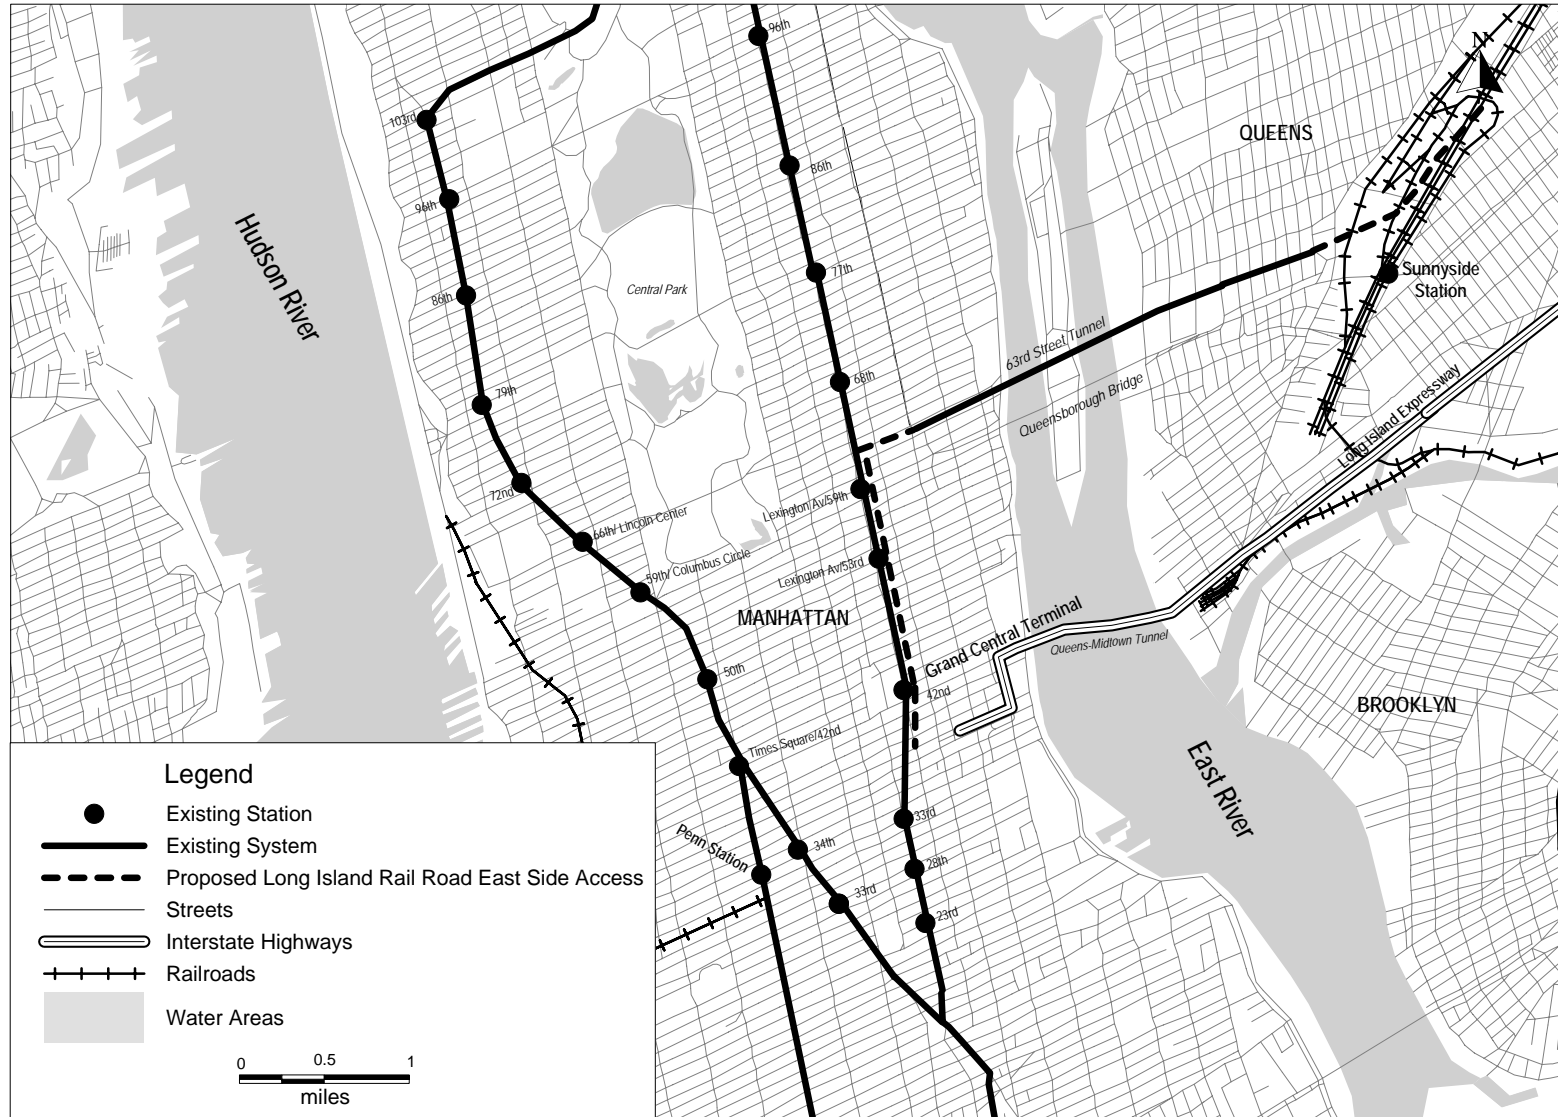 96th
N
103rd
QUEENS
86th
96th
Hudson River
77th
Central Park
Sunnyside
Station
86th
63rd Street Tunnel
68th
79th
Queensborough Bridge
Long Island Expressway
72nd
Lexington Av/59th
66th/ Lincoln Center
59th/ Columbus Circle
Lexington Av/53rd
MANHATTAN
Grand Central Terminal
Queens-Midtown Tunnel
50th
42nd
BROOKLYN
Times Square/42nd
East River
Penn Station
33rd
34th
28th
33rd
23rd
Legend
Existing Station
Existing System
Proposed Long Island Rail Road East Side Access
Streets
Interstate Highways
Railroads
Water Areas
0 0.5 1
miles